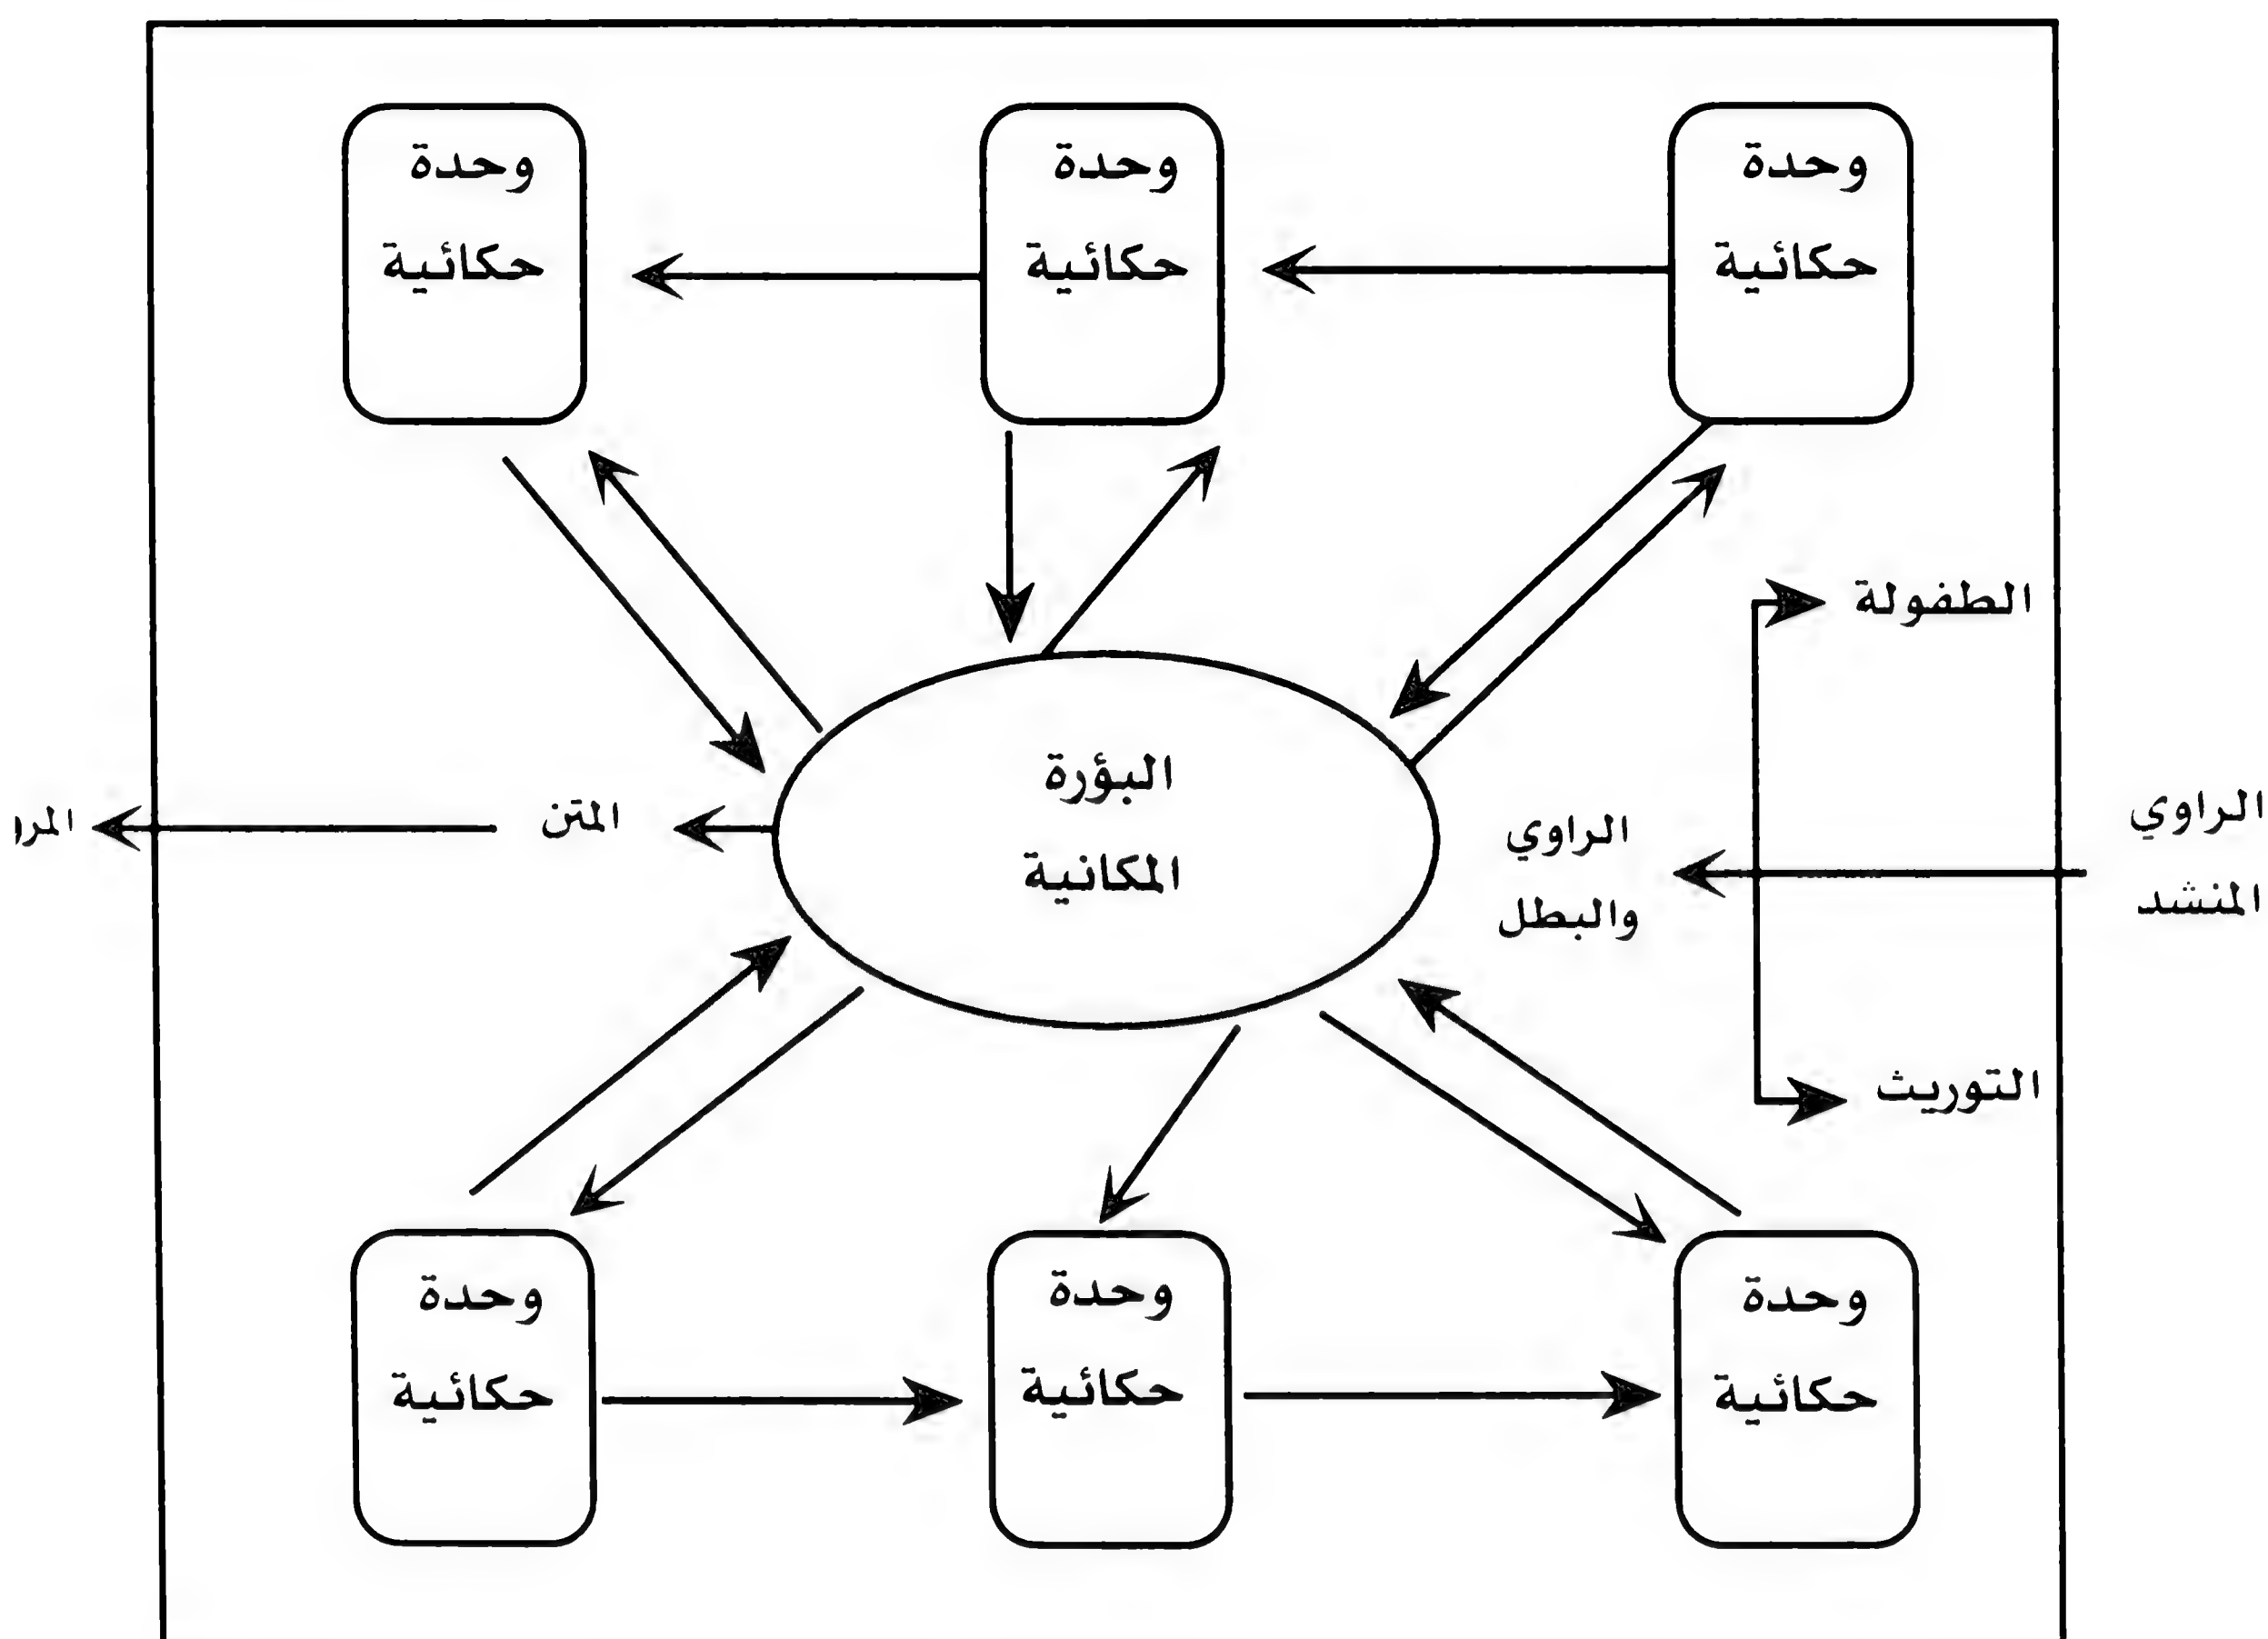 وحدة
حكائية
وحدة
حكائية
وحدة
حكائية
الطفولة
الراوي
المنشد
الراوي
والبطل
البؤرة
المكانية
المتن
التوريث
وحدة
حكائية
وحدة
حكائية
وحدة
حكائية